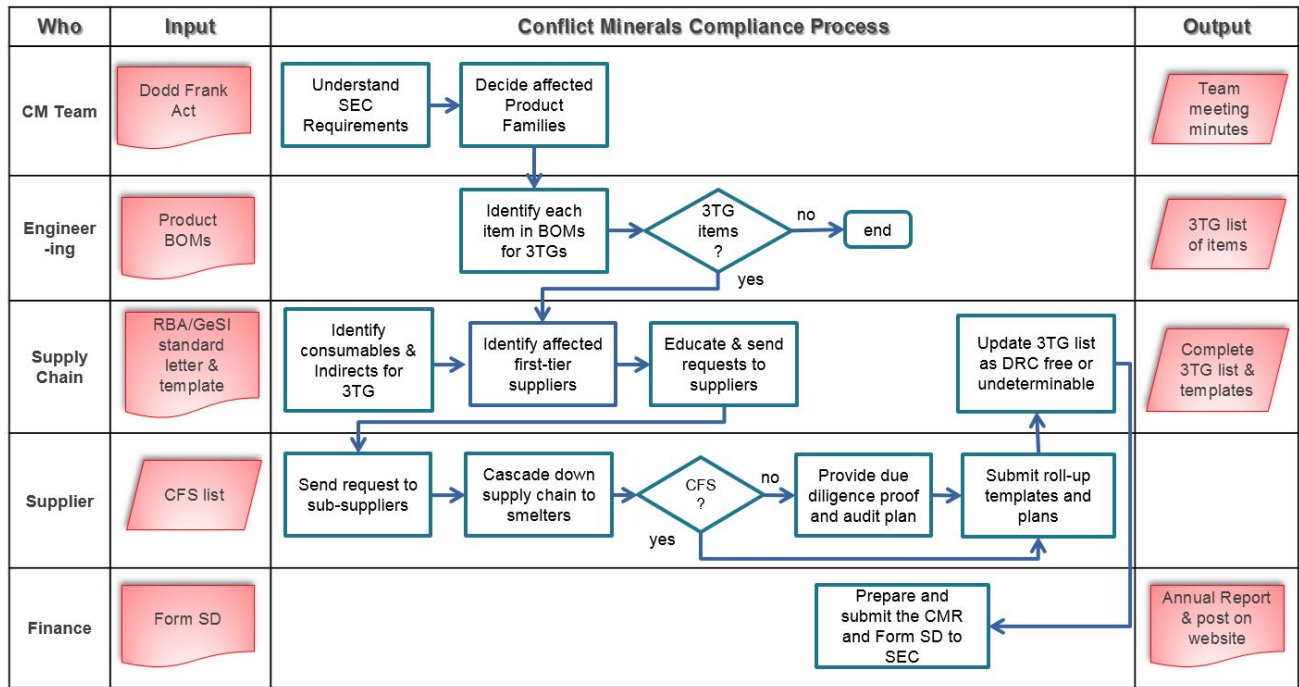 Who
Input
Conflict Minerals Compliance Process
Output
CM Team
Dodd Frank
Act
Understand
SEC
Requirements
Decide affected
Product
Families
Team
meeting
minutes
Engineer
-ing
Product
BOMs
Identify each
item in BOMs
for 3TGs
3TG
items
?
no
end
yes
3TG list
of items
Supply
Chain
RBA/GeSI
standard
letter &
template
Identify
consumables &
Indirects for
3TG
Identify affected
first-tier
suppliers
Educate & send
requests to
suppliers
Update 3TG list
as DRC free or
undeterminable
Complete
3TG list &
templates
Supplier
CFS list
Send request to
sub-suppliers
Cascade down
supply chain to
smelters
CFS
?
no
yes
Provide due
diligence proof
and audit plan
Submit roll-up
templates and
plans
Finance
Form SD
Prepare and
submit the CMR
and Form SD to
SEC
Annual Report
& post on
website